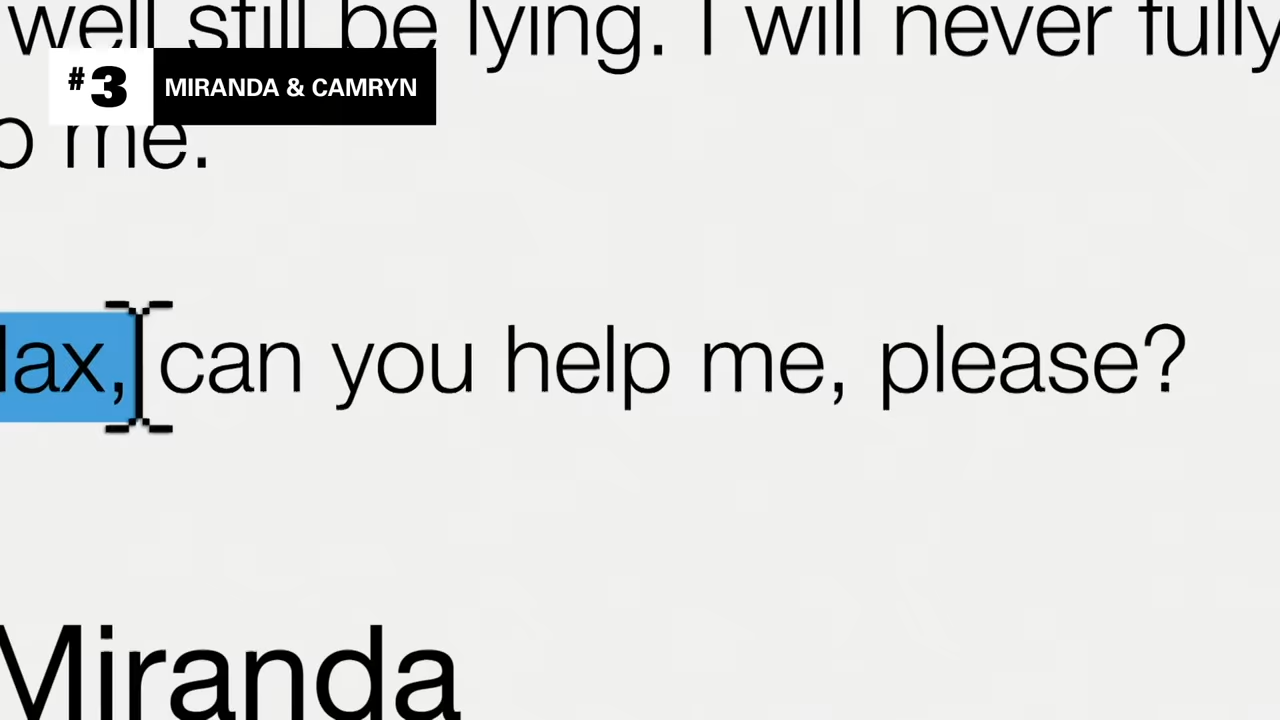 well still be lying. I will never fully
#3 MIRANDA & CAMRYN
o me.
lax, can you help me, please?
Miranda